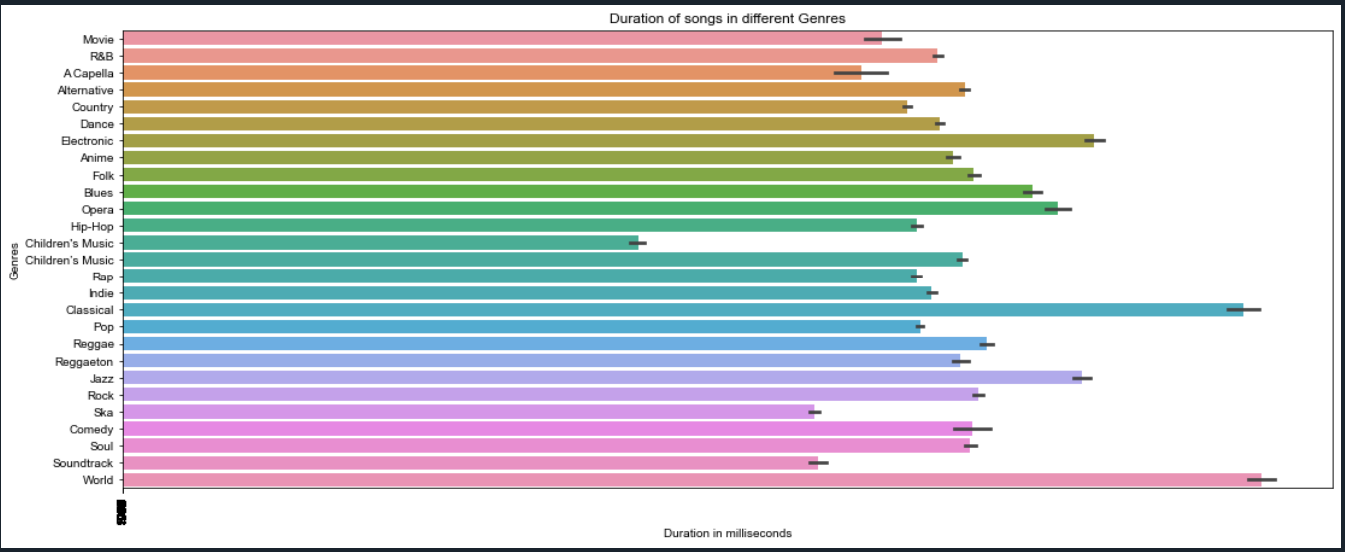 Duration of songs in different Genres
Genres
Movie
R&B
A Capella
Alternative
Country
Dance
Electronic
Anime
Folk
Blues
Opera
Hip-Hop
Children's Music
Children’s Music
Rap
Indie
Classical
Pop
Reggae
Reggaeton
Jazz
Rock
Ska
Comedy
Soul
Soundtrack
World
Duration in milliseconds